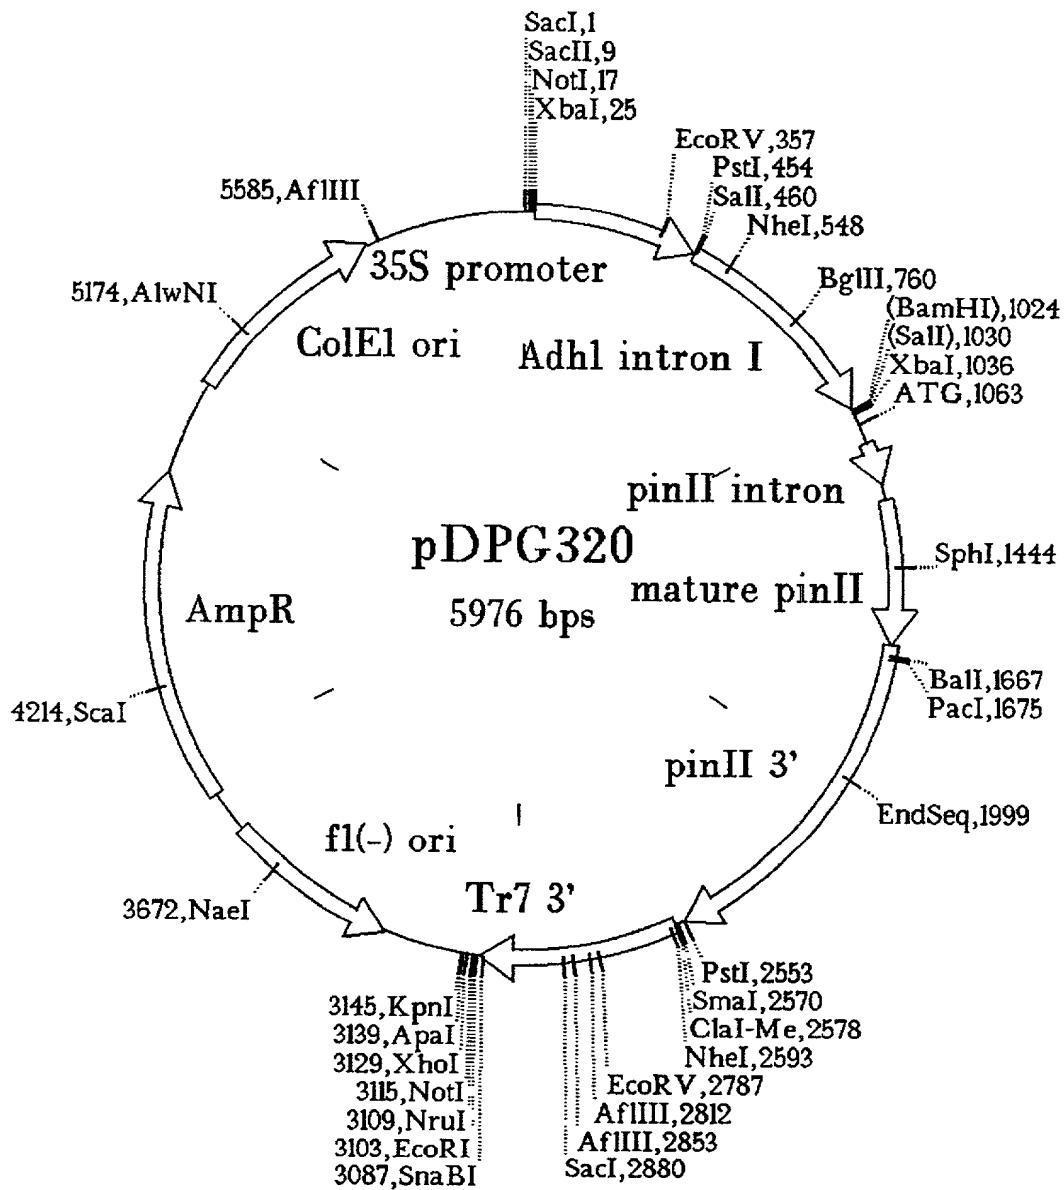 SacI,1
SacII,9
NotI,17
XbaI,25
EcoRV,357
PstI,454
SalI,460
NheI,548
BglII,760
(BamHI),1024
(SalI),1030
XbaI,1036
ATG,1063
5585,AflIII
5174,AlwNI
35S promoter
ColE1 ori
Adh1 intron I
pinII intron
pDPG320
5976 bps
mature pinII
SphI,1444
AmpR
BalI,1667
PacI,1675
4214,ScaI
pinII 3'
EndSeq,1999
f1(-) ori
Tr7 3'
3672,NaeI
PstI,2553
SmaI,2570
ClaI-Me,2578
NheI,2593
EcoRV,2787
AflIII,2812
AflIII,2853
SacI,2880
3145,KpnI
3139,ApaI
3129,XhoI
3115,NotI
3109,NruI
3103,EcoRI
3087,SnaBI